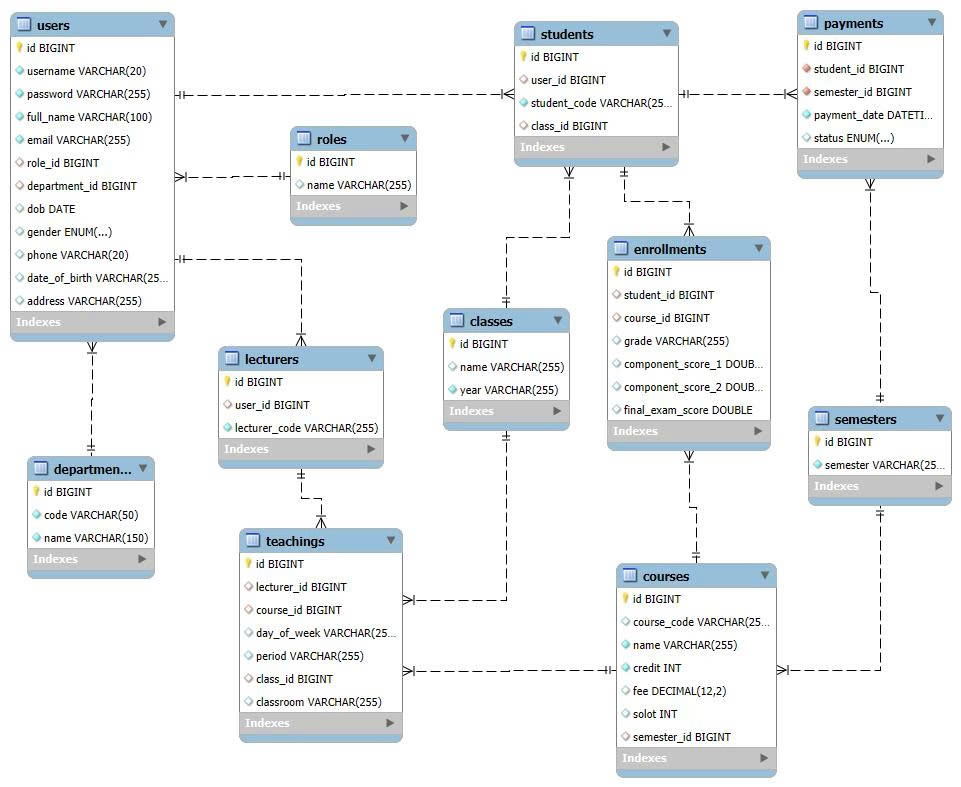 users
id BIGINT
username VARCHAR(20)
password VARCHAR(255)
full_name VARCHAR(100)
email VARCHAR(255)
role_id BIGINT
department_id BIGINT
dob DATE
gender ENUM(...)
phone VARCHAR(20)
date_of_birth VARCHAR(25...
address VARCHAR(255)
Indexes
roles
id BIGINT
name VARCHAR(255)
Indexes
students
id BIGINT
user_id BIGINT
student_code VARCHAR(25...
class_id BIGINT
Indexes
payments
id BIGINT
student_id BIGINT
semester_id BIGINT
payment_date DATETI...
status ENUM(...)
Indexes
enrollments
id BIGINT
student_id BIGINT
course_id BIGINT
grade VARCHAR(255)
component_score_1 DOUB...
component_score_2 DOUB...
final_exam_score DOUBLE
Indexes
classes
id BIGINT
name VARCHAR(255)
year VARCHAR(255)
Indexes
lecturers
id BIGINT
user_id BIGINT
lecturer_code VARCHAR(255)
Indexes
semesters
id BIGINT
semester VARCHAR(25...
Indexes
departmen...
id BIGINT
code VARCHAR(50)
name VARCHAR(150)
Indexes
teachings
id BIGINT
lecturer_id BIGINT
course_id BIGINT
day_of_week VARCHAR(25...
period VARCHAR(255)
class_id BIGINT
classroom VARCHAR(255)
Indexes
courses
id BIGINT
course_code VARCHAR(25...
name VARCHAR(255)
credit INT
fee DECIMAL(12,2)
solot INT
semester_id BIGINT
Indexes